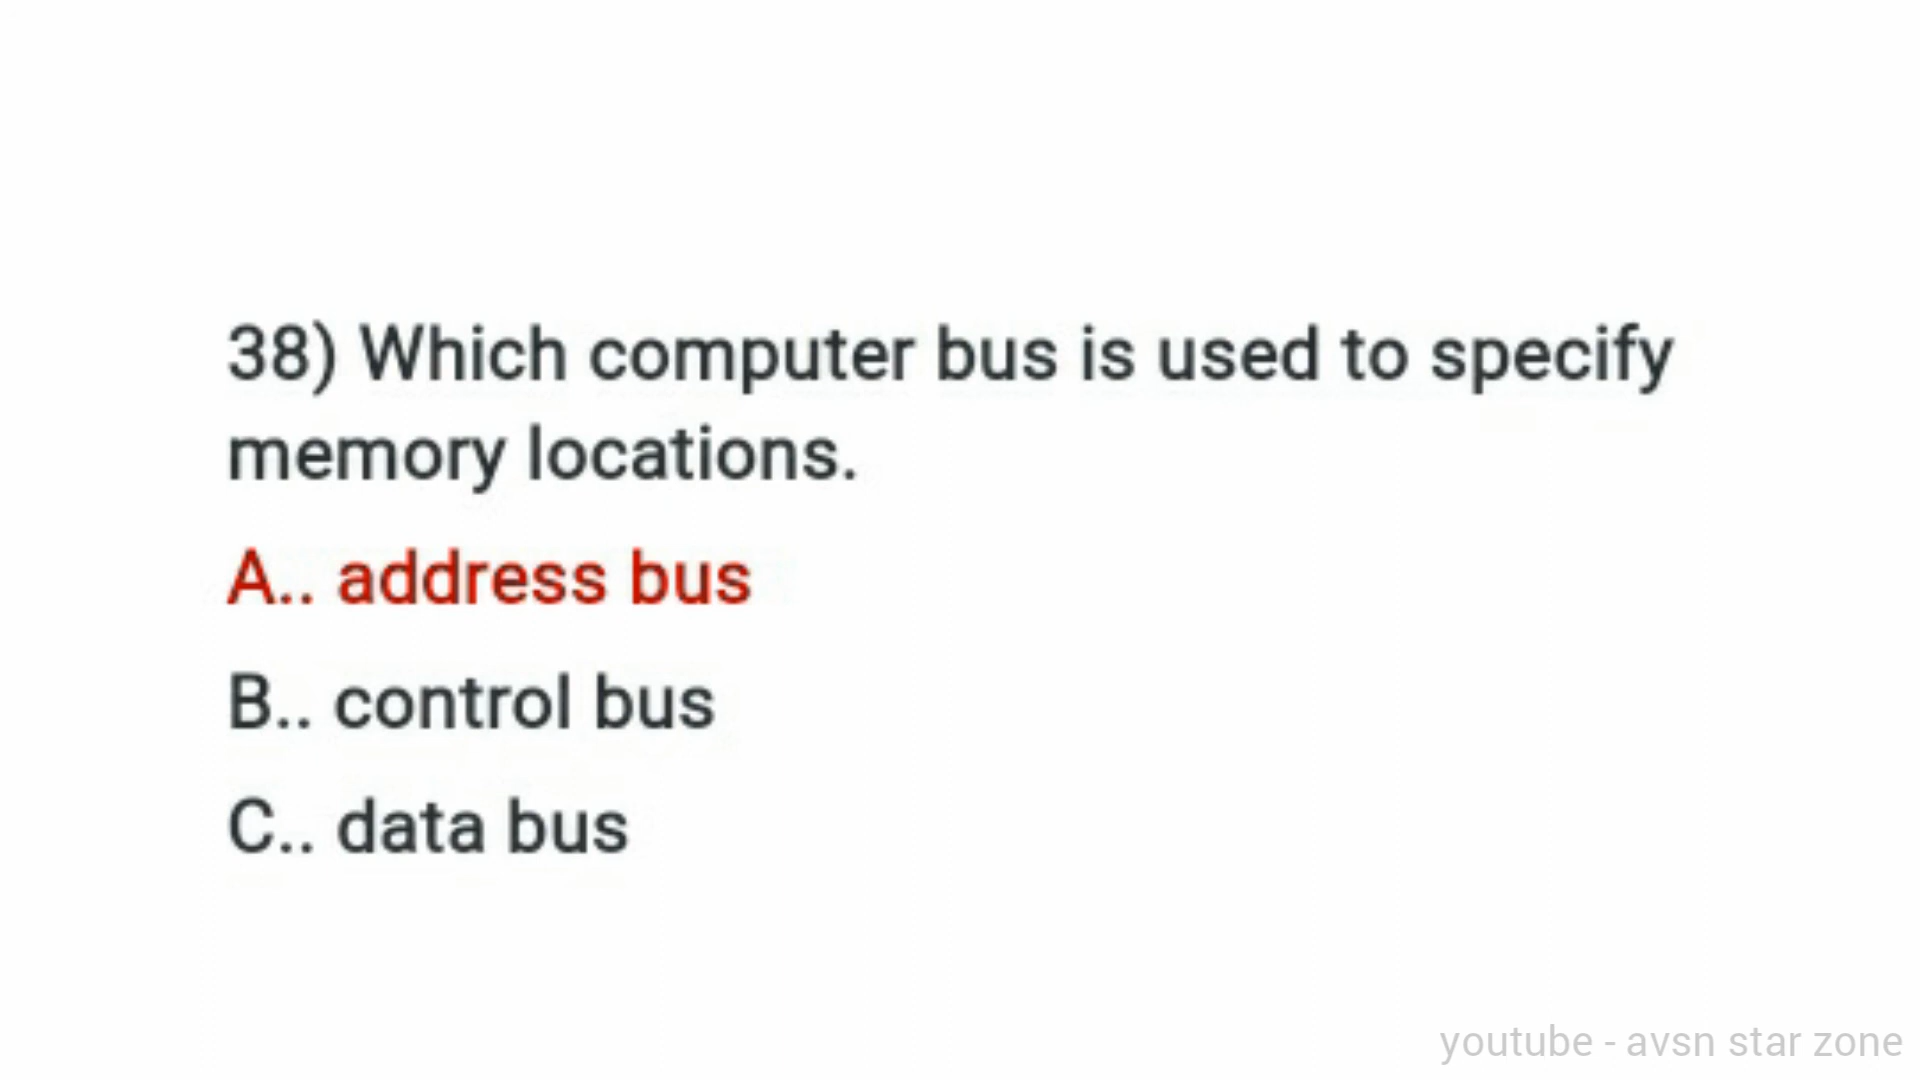 38) Which computer bus is used to specify
memory locations.
A.. address bus
B.. control bus
C.. data bus
youtube - avsn star zone